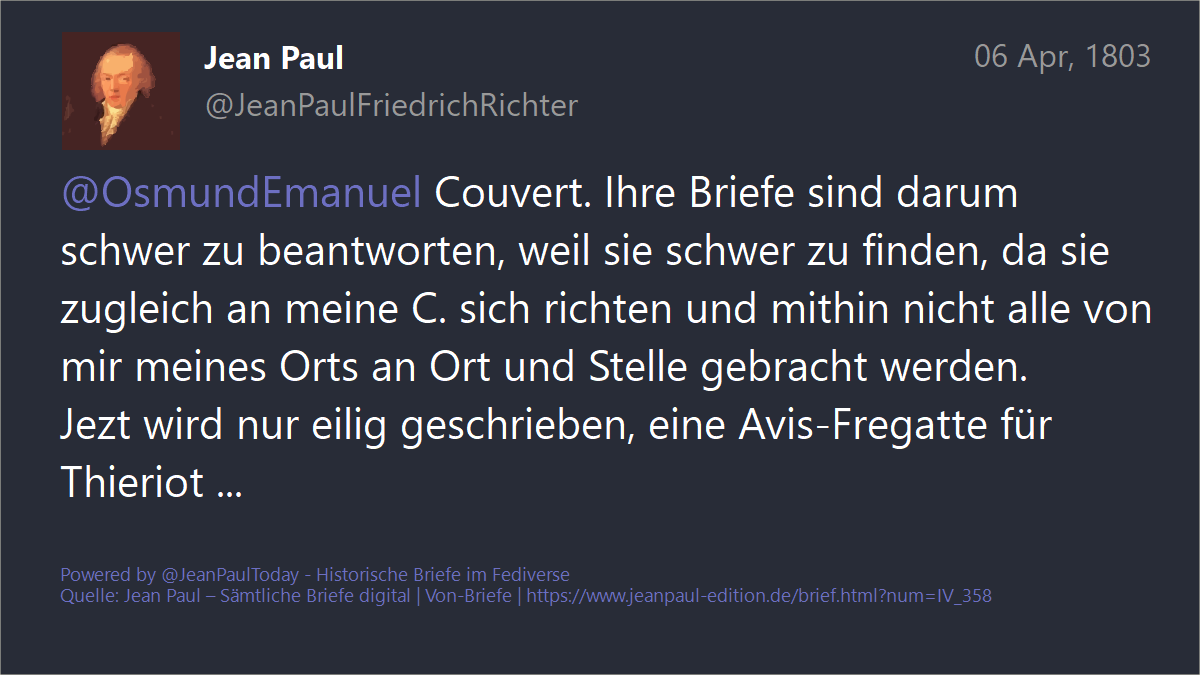 Jean Paul
06 Apr, 1803
@JeanPaulFriedrichRichter
@OsmundEmanuel Couvert. Ihre Briefe sind darum
schwer zu beantworten, weil sie schwer zu finden, da sie
zugleich an meine C. sich richten und mithin nicht alle von
mir meines Orts an Ort und Stelle gebracht werden.
Jezt wird nur eilig geschrieben, eine Avis-Fregatte für
Thieriot ...
Powered by @JeanPaulToday - Historische Briefe im Fediverse
Quelle: Jean Paul – Sämtliche Briefe digital | Von-Briefe | https://www.jeanpaul-edition.de/brief.html?num=IV_358